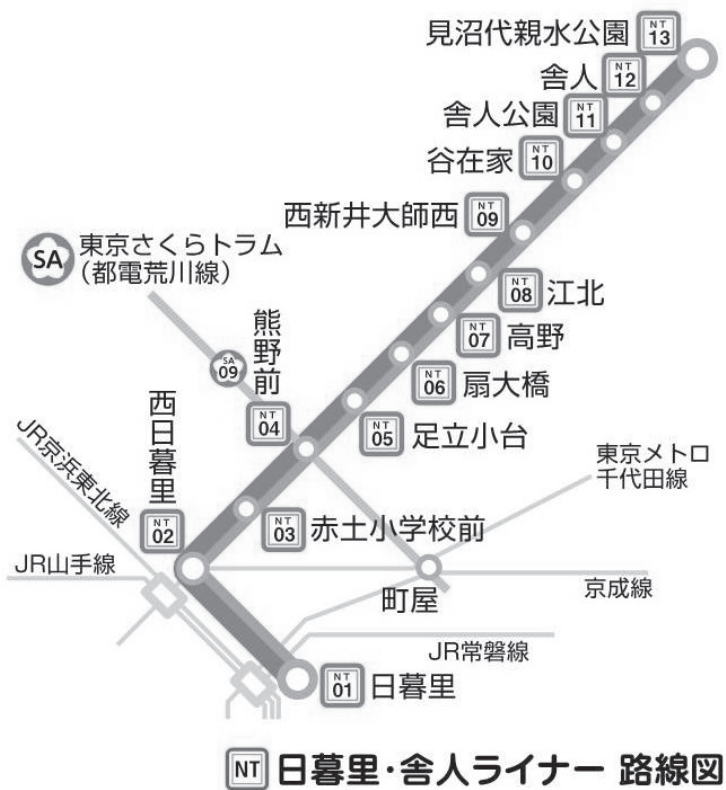 見沼代親水公園
NT
13
舎人
NT
12
舎人公園
NT
11
谷在家
NT
10
西新井大師西
NT
09
SA
東京さくらトラム
(都電荒川線)
NT
08
江北
NT
07
高野
NT
06
扇大橋
NT
05
足立小台
熊野前
SA
09
NT
04
西日暮里
NT
02
NT
03
赤土小学校前
東京メトロ
千代田線
JR京浜東北線
JR山手線
町屋
京成線
JR常磐線
NT
01
日暮里
NT 日暮里・舎人ライナー 路線図